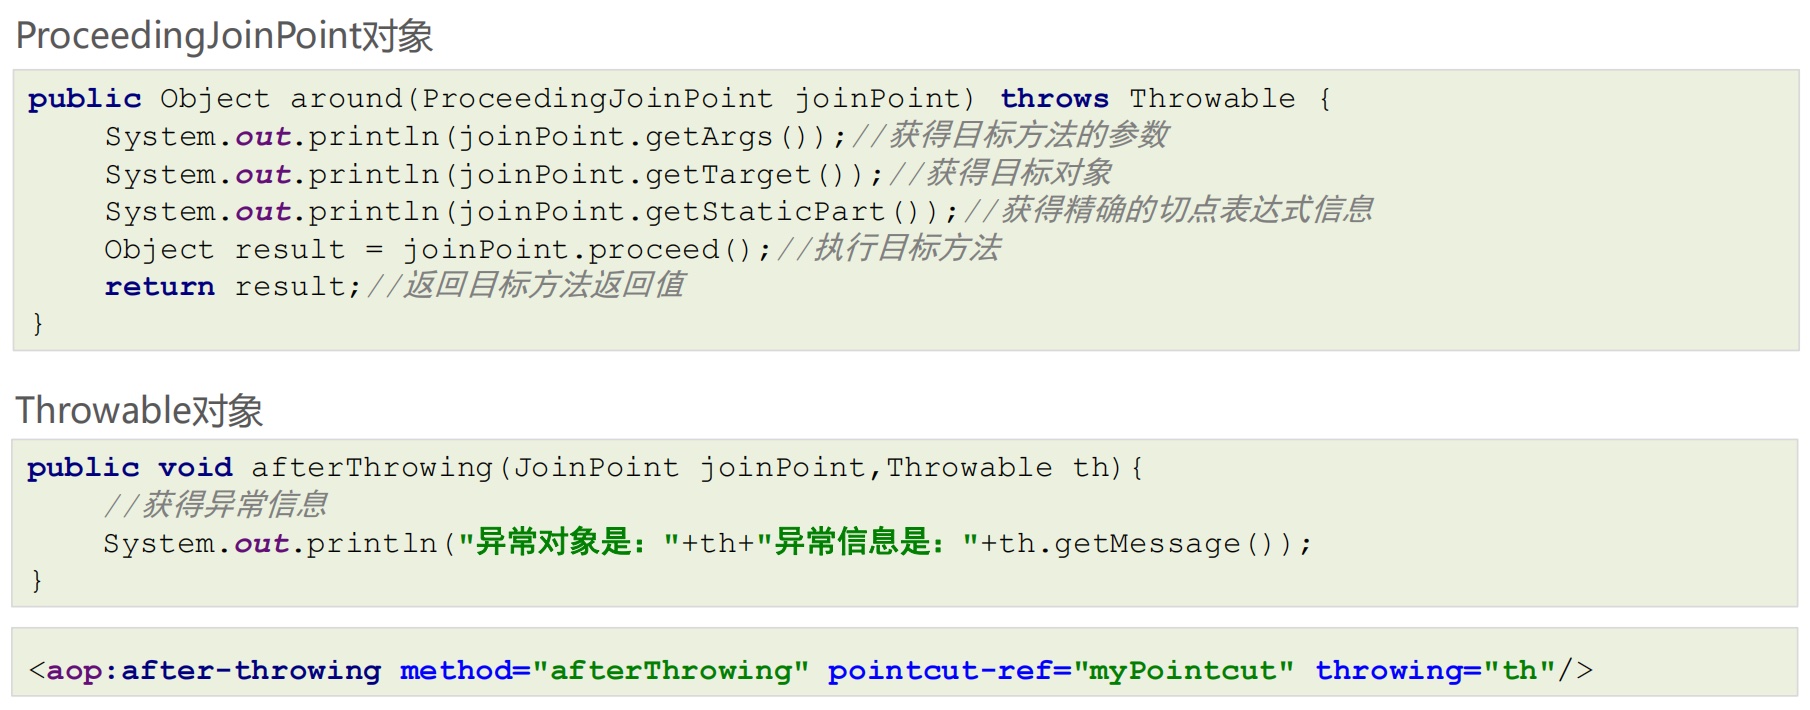 ProceedingJoinPoint对象
public Object around(ProceedingJoinPoint joinPoint) throws Throwable {
    System.out.println(joinPoint.getArgs());//获得目标方法的参数
    System.out.println(joinPoint.getTarget());//获得目标对象
    System.out.println(joinPoint.getStaticPart());//获得精确的切点表达式信息
    Object result = joinPoint.proceed();//执行目标方法
    return result;//返回目标方法返回值
}
Throwable对象
public void afterThrowing(JoinPoint joinPoint,Throwable th){
    //获得异常信息
    System.out.println("异常对象是："+th+"异常信息是："+th.getMessage());
}
<aop:after-throwing method="afterThrowing" pointcut-ref="myPointcut" throwing="th"/>